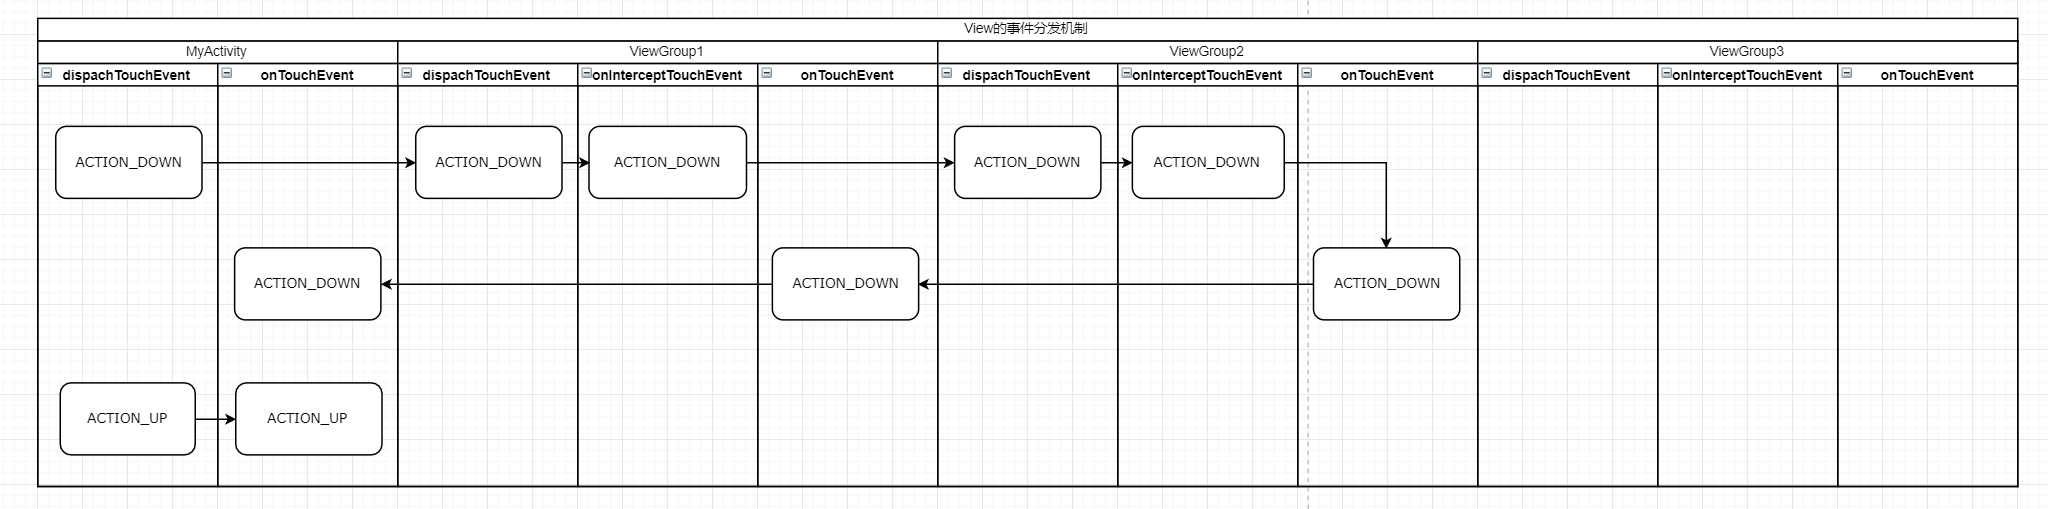 View的事件分发机制
MyActivity ViewGroup1 ViewGroup2 ViewGroup3
dispachTouchEvent onTouchEvent dispachTouchEvent onInterceptTouchEvent onTouchEvent dispachTouchEvent onInterceptTouchEvent onTouchEvent dispachTouchEvent onInterceptTouchEvent onTouchEvent
ACTION_DOWN ACTION_DOWN ACTION_DOWN ACTION_DOWN ACTION_DOWN
ACTION_DOWN ACTION_DOWN ACTION_DOWN
ACTION_UP ACTION_UP